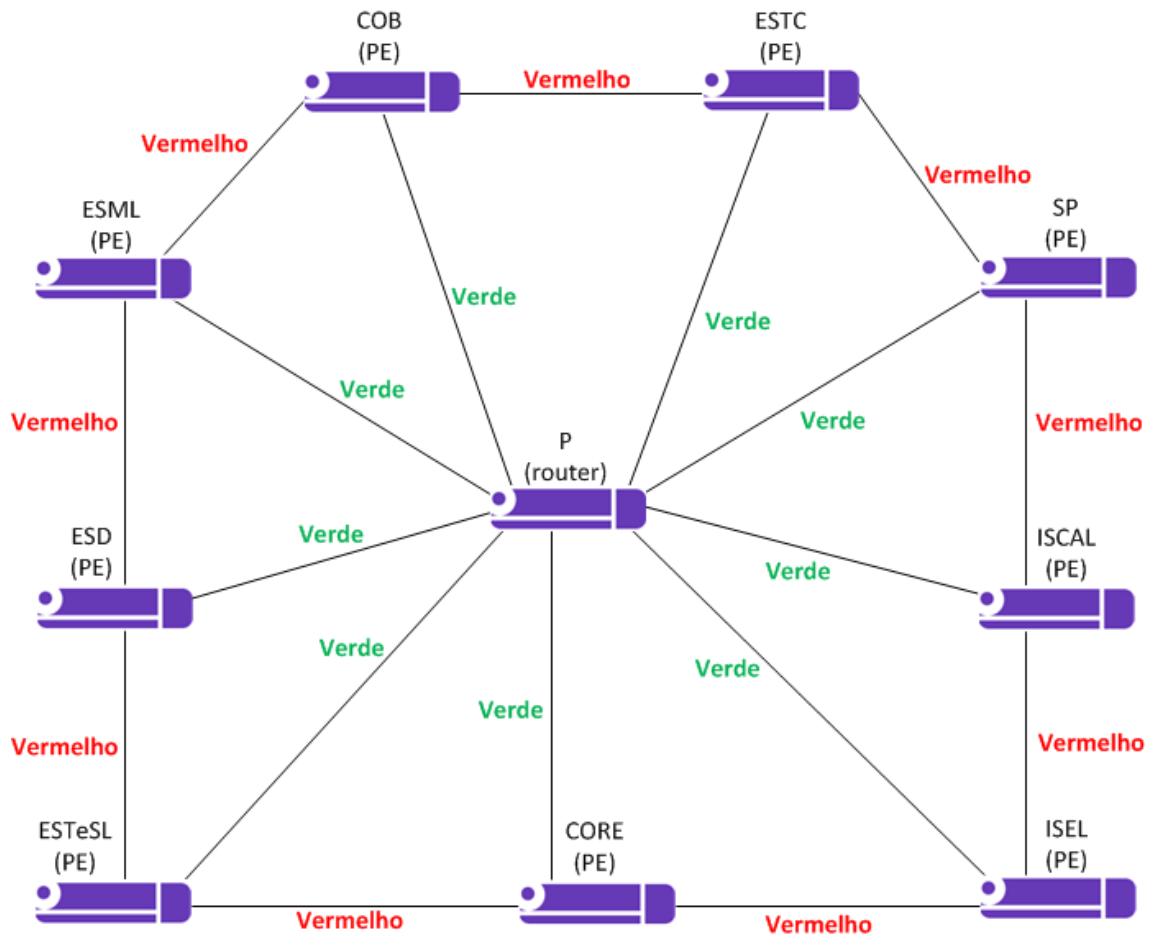 COB
(PE)
ESTC
(PE)
Vermelho
Vermelho
Vermelho
ESML
(PE)
SP
(PE)
Verde
Verde
Verde
Vermelho
Verde
Vermelho
P
(router)
ESD
(PE)
Verde
ISCAL
(PE)
Verde
Verde
Verde
Verde
Vermelho
Vermelho
ESTeSL
(PE)
CORE
(PE)
ISEL
(PE)
Vermelho
Vermelho